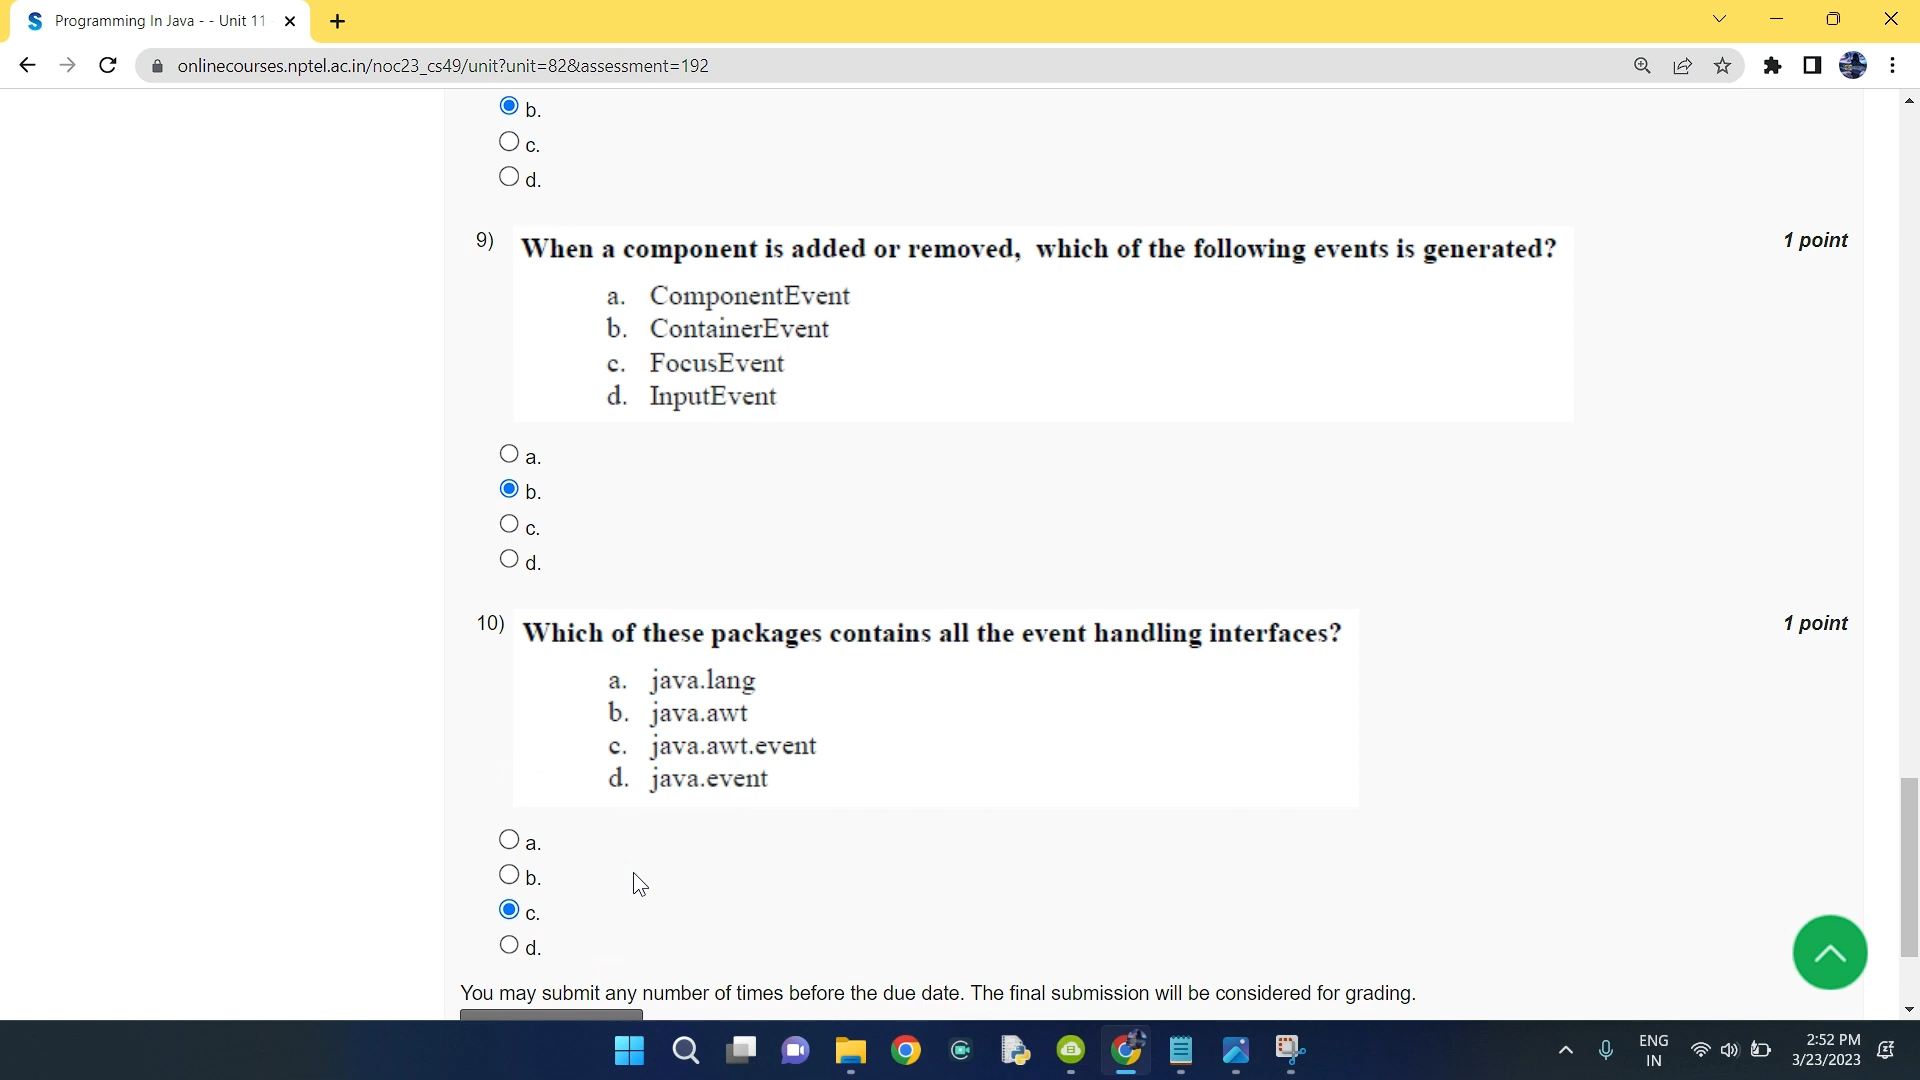 Programming In Java - - Unit 11
onlinecourses.nptel.ac.in/noc23_cs49/unit?unit=82&assessment=192
b.
c.
d.
9) When a component is added or removed, which of the following events is generated? 1 point
a. ComponentEvent
b. ContainerEvent
c. FocusEvent
d. InputEvent
a.
b.
c.
d.
10) Which of these packages contains all the event handling interfaces? 1 point
a. java.lang
b. java.awt
c. java.awt.event
d. java.event
a.
b.
c.
d.
You may submit any number of times before the due date. The final submission will be considered for grading.
ENG
IN
2:52 PM
3/23/2023